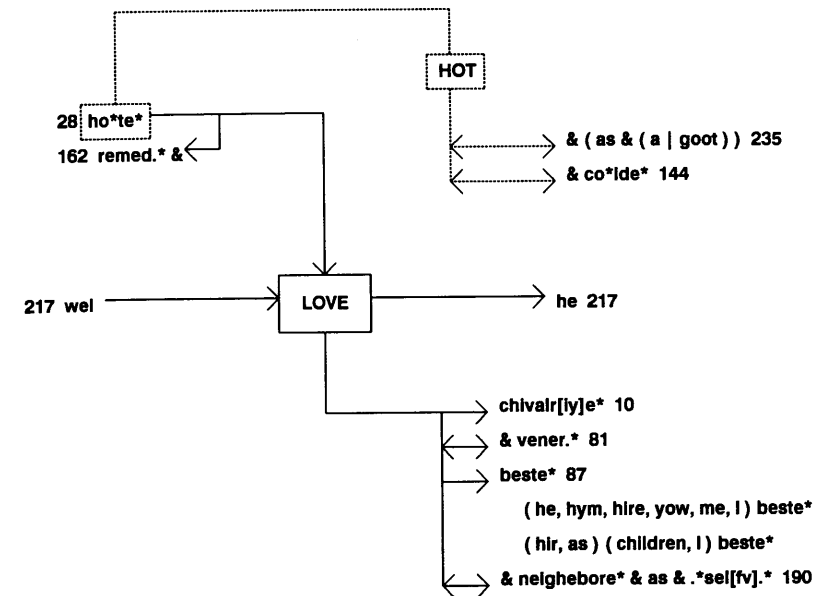 HOT
28 ho*te*
162 remed.* &
& ( as & ( a | goot ) ) 235
& co*lde* 144
217 wel
LOVE
he 217
chivalr[iy]e* 10
& vener.* 81
beste* 87
( he, hym, hire, yow, me, I ) beste*
( hir, as ) ( children, I ) beste*
& neighebore* & as & .*sel[fv].* 190